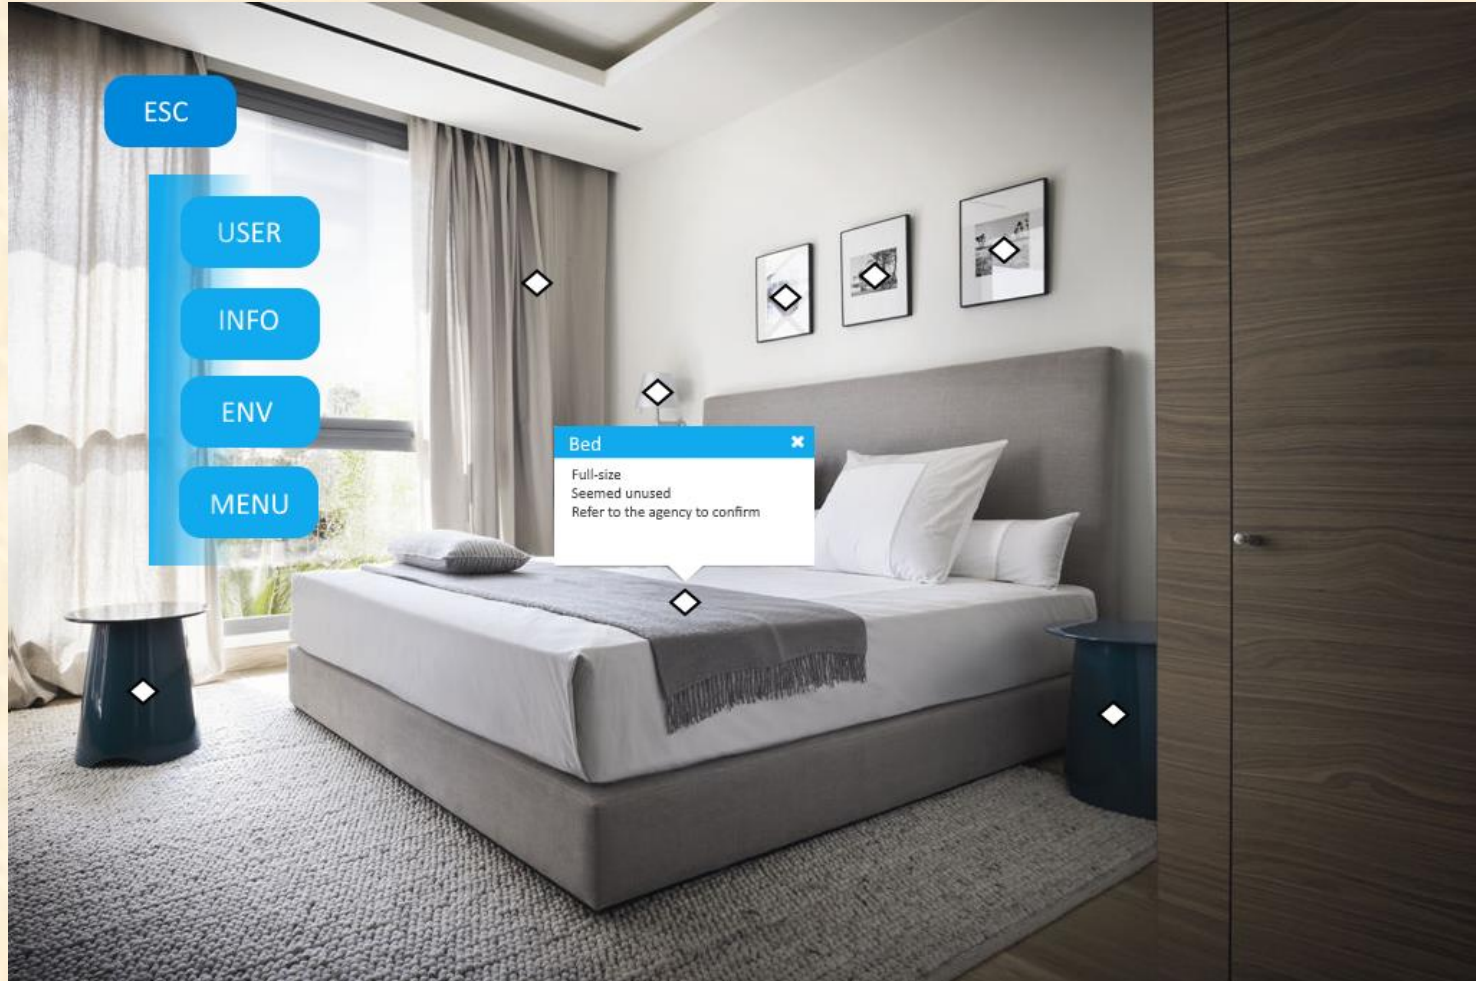 ESC
USER
INFO
ENV
MENU
Bed
Full-size
Seemed unused
Refer to the agency to confirm